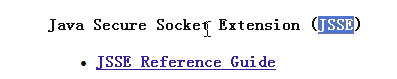 Java Secure Socket Extension (JSSE)
• JSSE Reference Guide